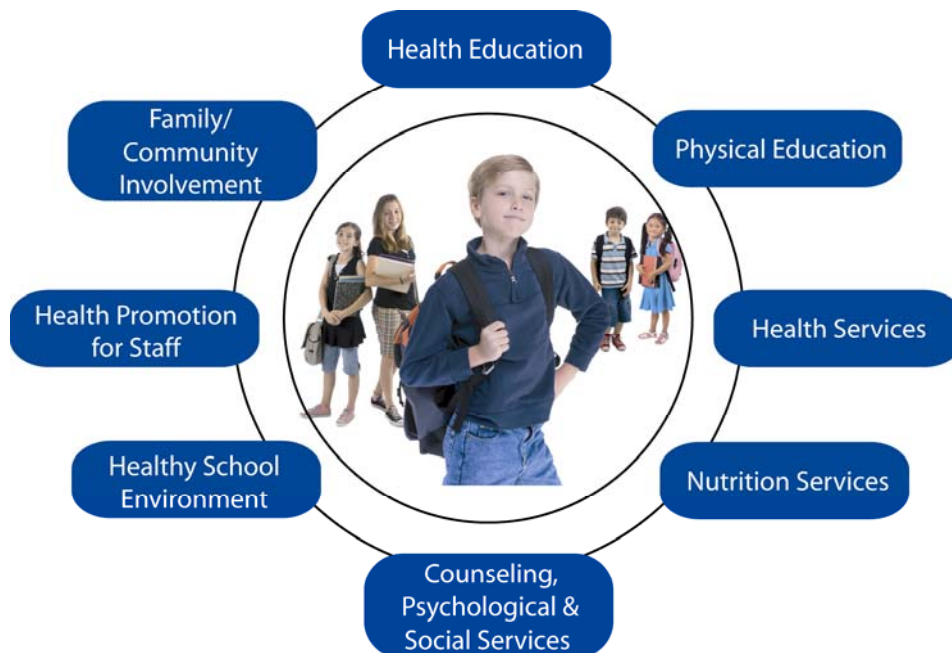 Health Education
Physical Education
Health Services
Nutrition Services
Counseling,
Psychological &
Social Services
Healthy School
Environment
Health Promotion
for Staff
Family/
Community
Involvement